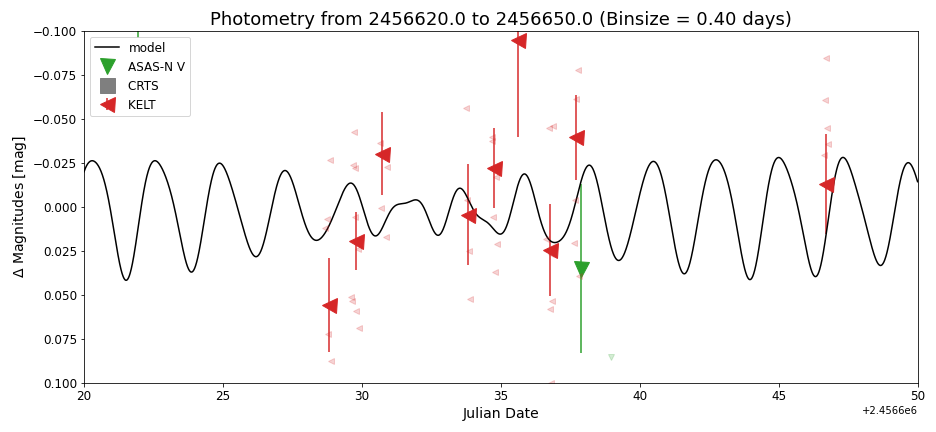 Photometry from 2456620.0 to 2456650.0 (Binsize = 0.40 days)
model
ASAS-N V
CRTS
KELT
Δ Magnitudes [mag]
−0.100
−0.075
−0.050
−0.025
0.000
0.025
0.050
0.075
0.100
20 25 30 35 40 45 50
Julian Date
+2.4566e6